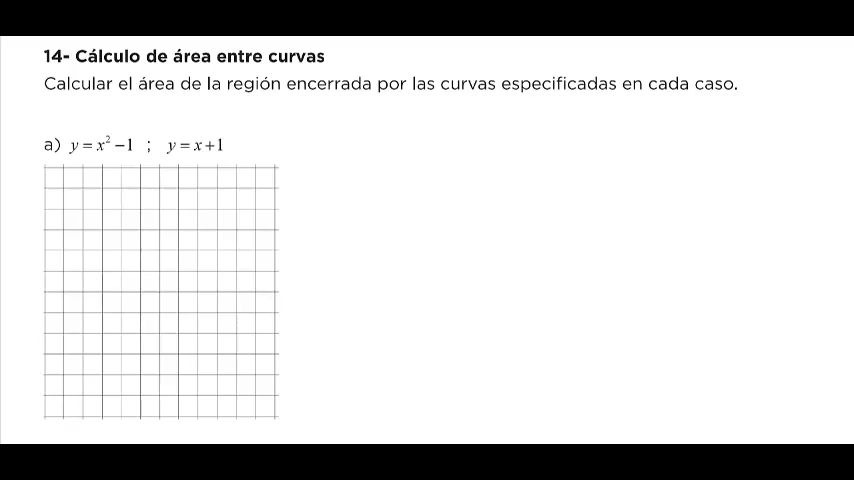 14- Cálculo de área entre curvas
Calcular el área de la región encerrada por las curvas especificadas en cada caso.
a) y = x² − 1 ; y = x + 1